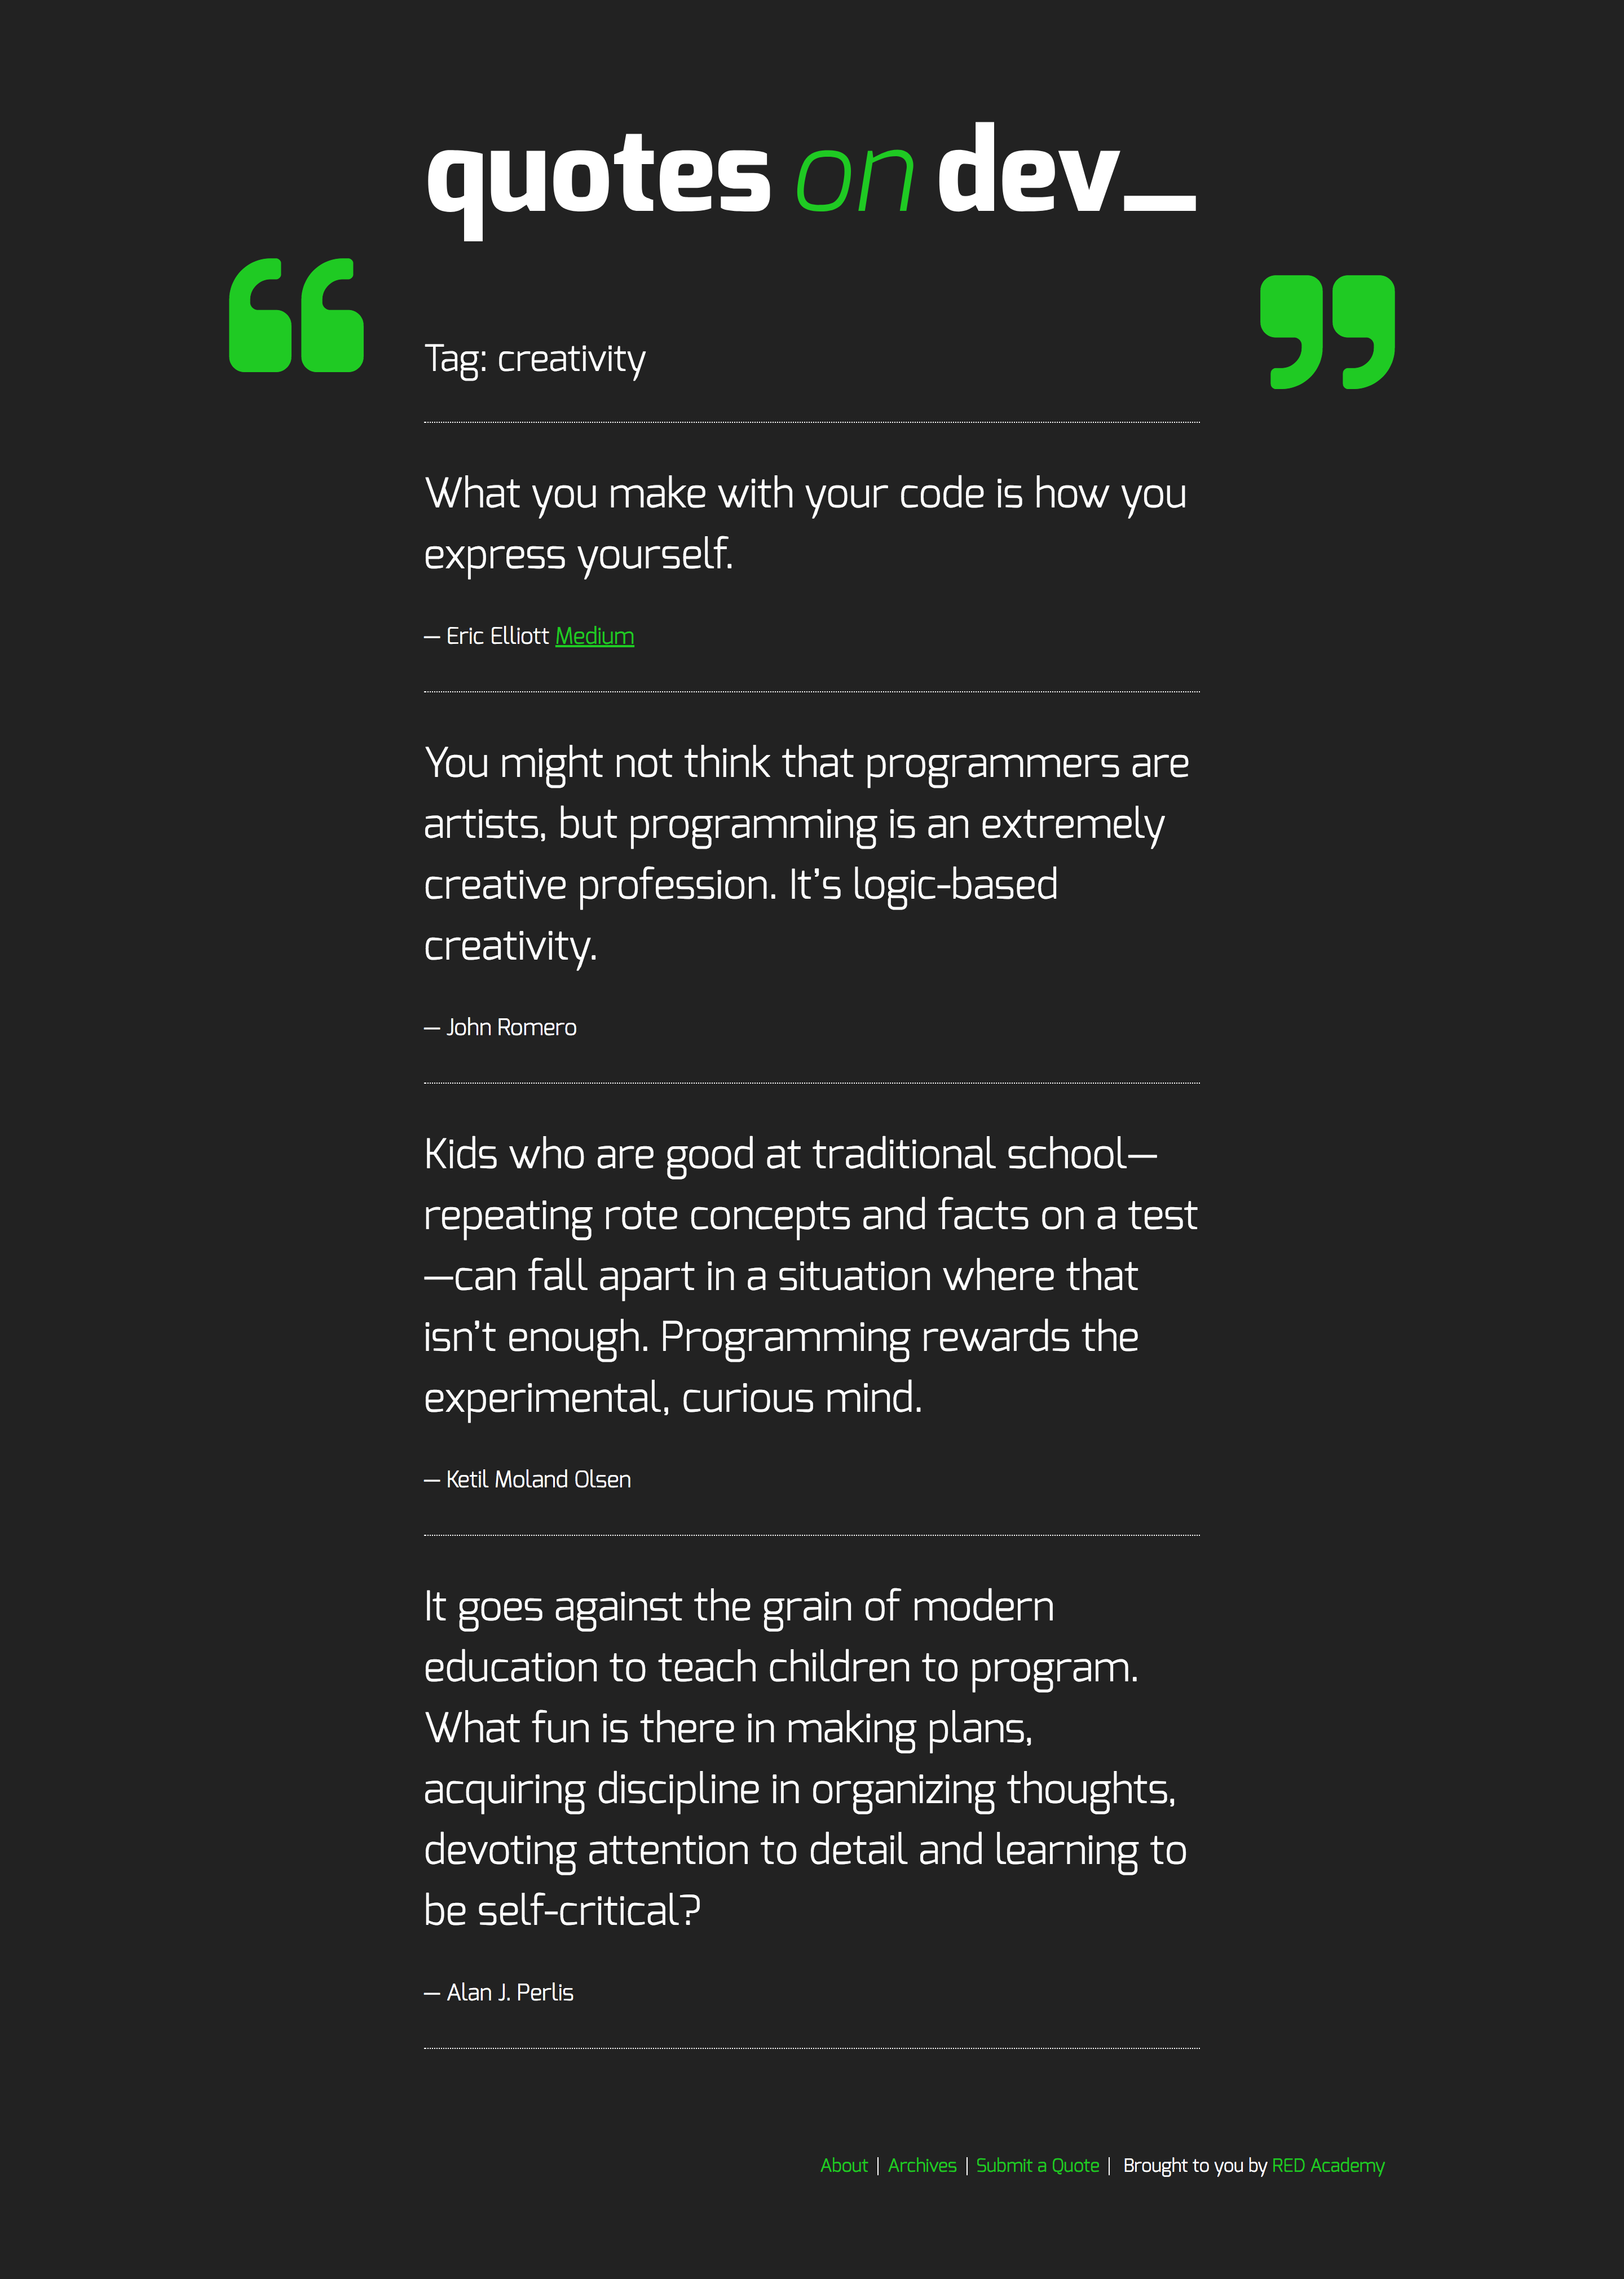 quotes on dev_
Tag: creativity
What you make with your code is how you
express yourself.
— Eric Elliott Medium
You might not think that programmers are
artists, but programming is an extremely
creative profession. It’s logic-based
creativity.
— John Romero
Kids who are good at traditional school—
repeating rote concepts and facts on a test
—can fall apart in a situation where that
isn’t enough. Programming rewards the
experimental, curious mind.
— Ketil Moland Olsen
It goes against the grain of modern
education to teach children to program.
What fun is there in making plans,
acquiring discipline in organizing thoughts,
devoting attention to detail and learning to
be self-critical?
— Alan J. Perlis
About | Archives | Submit a Quote | Brought to you by RED Academy